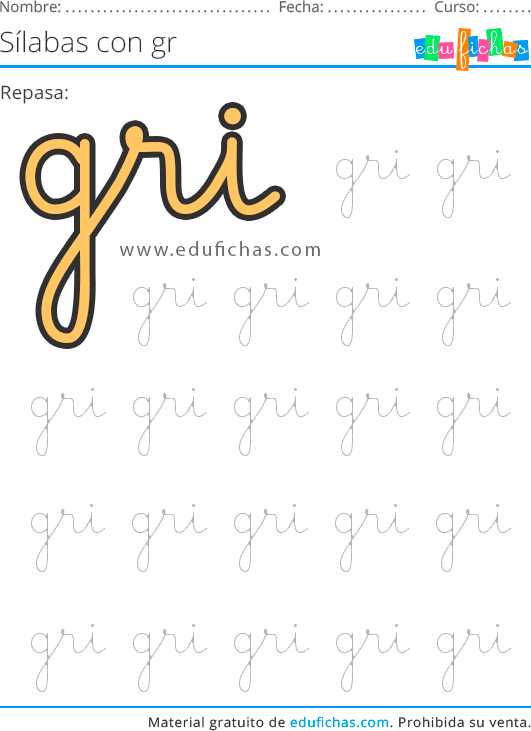 Nombre: ................................. Fecha: ................ Curso: ........
Sílabas con gr
edufichas
Repasa:
gri
gri gri
www.edufichas.com
gri gri gri gri
gri gri gri gri gri
gri gri gri gri gri
gri gri gri gri gri
Material gratuito de edufichas.com. Prohibida su venta.